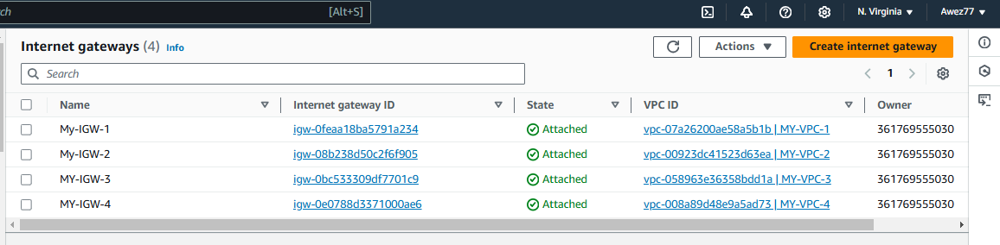 rch [Alt+S] N. Virginia Awez77
Internet gateways (4) Info Actions Create internet gateway
Search 1
Name Internet gateway ID State VPC ID Owner
My-IGW-1 igw-0feaa18ba5791a234 Attached vpc-07a26200ae58a5b1b | MY-VPC-1 361769555030
My-IGW-2 igw-08b238d50c2f6f905 Attached vpc-00923dc41523d63ea | MY-VPC-2 361769555030
MY-IGW-3 igw-0bc533309df7701c9 Attached vpc-058963e36358bdd1a | MY-VPC-3 361769555030
MY-IGW-4 igw-0e0788d3371000ae6 Attached vpc-008a89d48e9a5ad73 | MY-VPC-4 361769555030